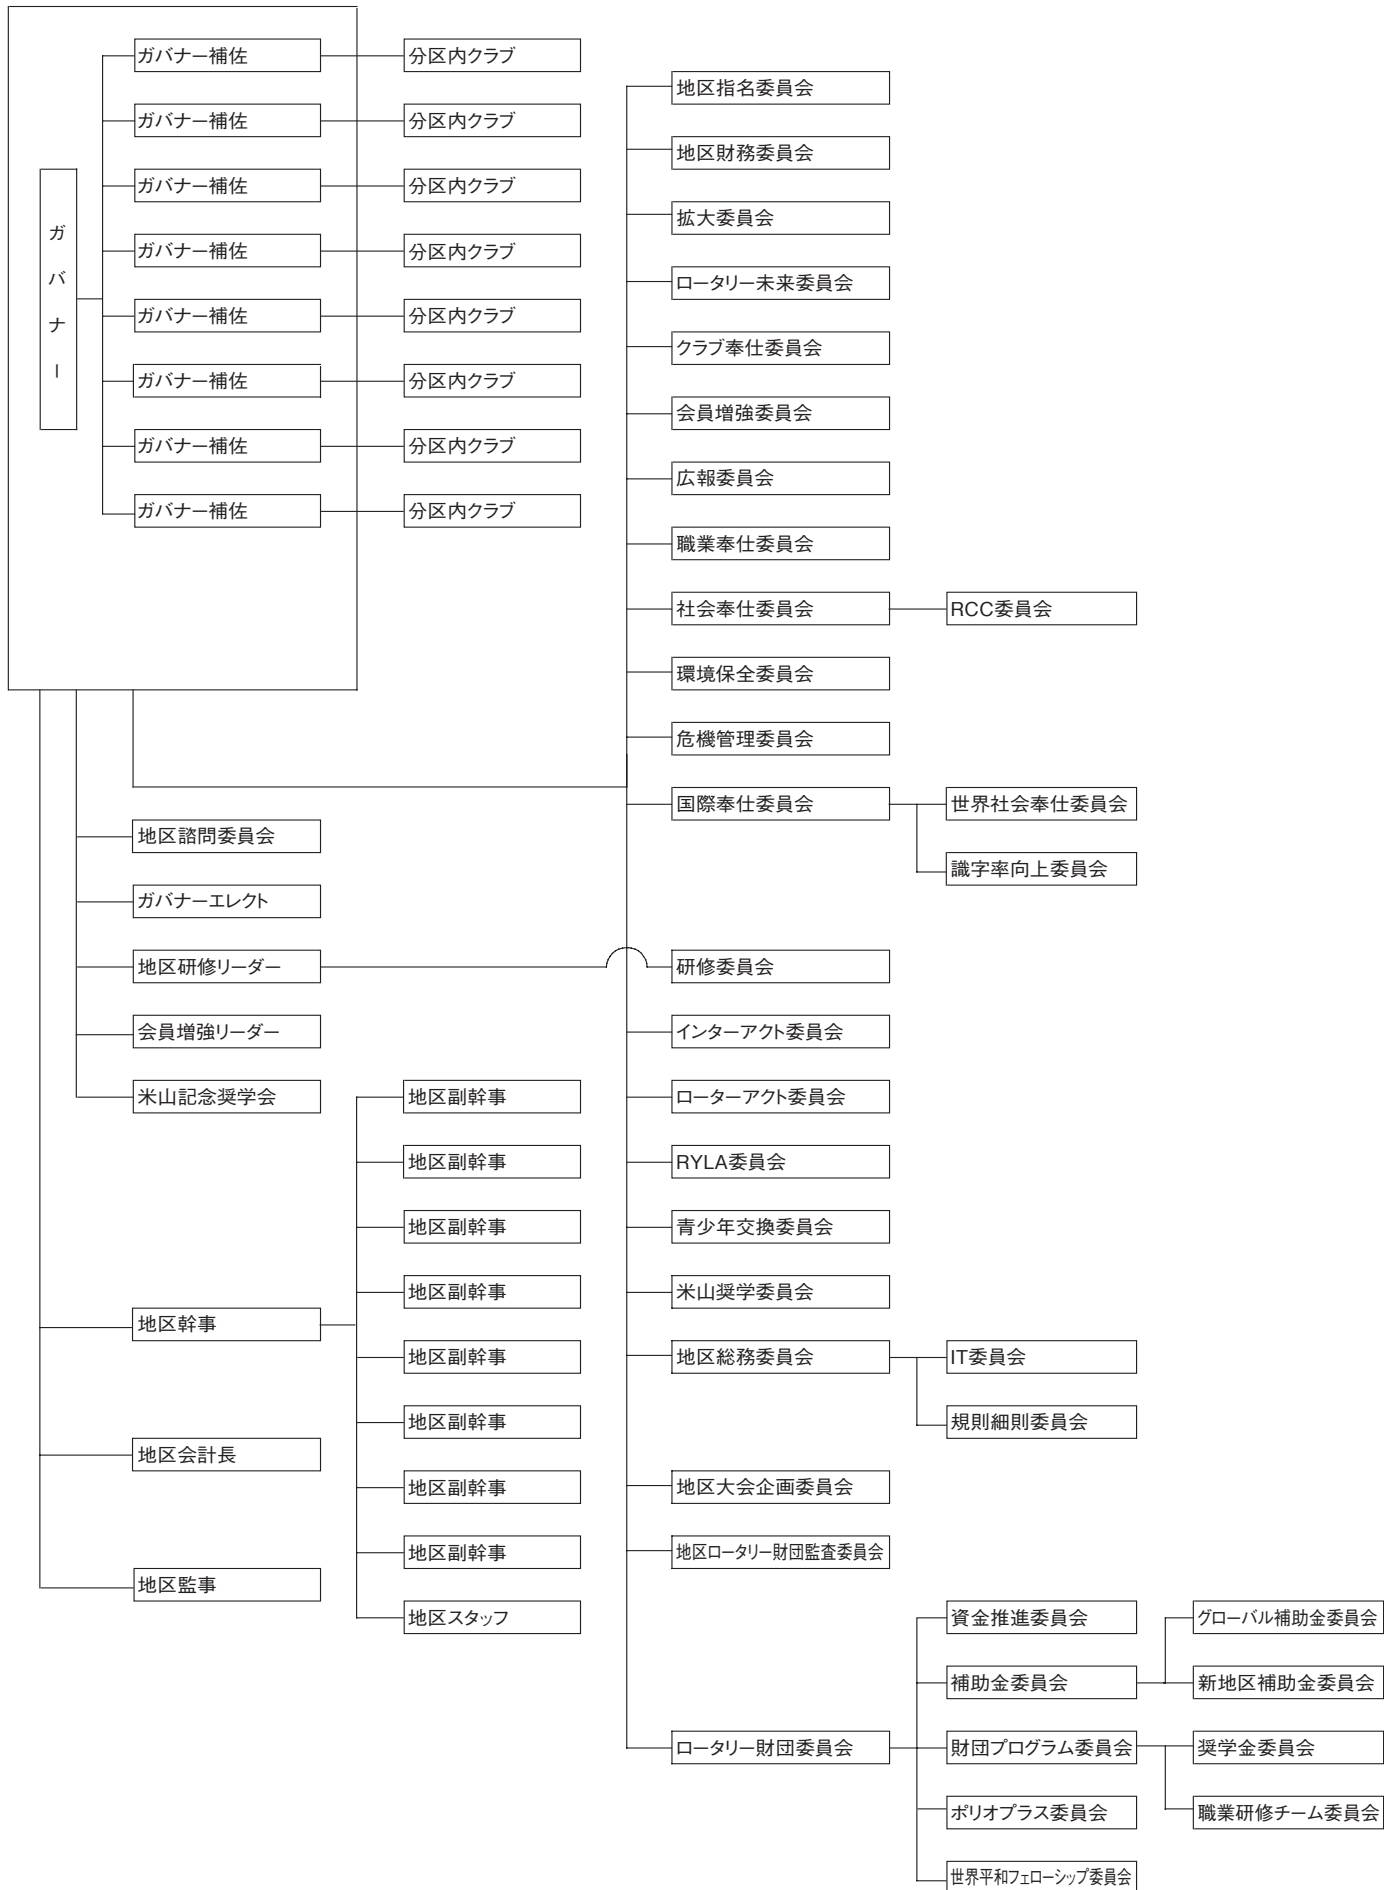 ガバナー
ガバナー補佐
分区内クラブ
ガバナー補佐
分区内クラブ
ガバナー補佐
分区内クラブ
ガバナー補佐
分区内クラブ
ガバナー補佐
分区内クラブ
ガバナー補佐
分区内クラブ
ガバナー補佐
分区内クラブ
ガバナー補佐
分区内クラブ
地区諮問委員会
ガバナーエレクト
地区研修リーダー
会員増強リーダー
米山記念奨学会
地区幹事
地区会計長
地区監事
地区副幹事
地区副幹事
地区副幹事
地区副幹事
地区副幹事
地区副幹事
地区副幹事
地区副幹事
地区スタッフ
地区指名委員会
地区財務委員会
拡大委員会
ロータリー未来委員会
クラブ奉仕委員会
会員増強委員会
広報委員会
職業奉仕委員会
社会奉仕委員会
RCC委員会
環境保全委員会
危機管理委員会
国際奉仕委員会
世界社会奉仕委員会
識字率向上委員会
研修委員会
インターアクト委員会
ローターアクト委員会
RYLA委員会
青少年交換委員会
米山奨学委員会
地区総務委員会
IT委員会
規則細則委員会
地区大会企画委員会
地区ロータリー財団監査委員会
ロータリー財団委員会
資金推進委員会
補助金委員会
グローバル補助金委員会
新地区補助金委員会
財団プログラム委員会
奨学金委員会
職業研修チーム委員会
ポリオプラス委員会
世界平和フェローシップ委員会